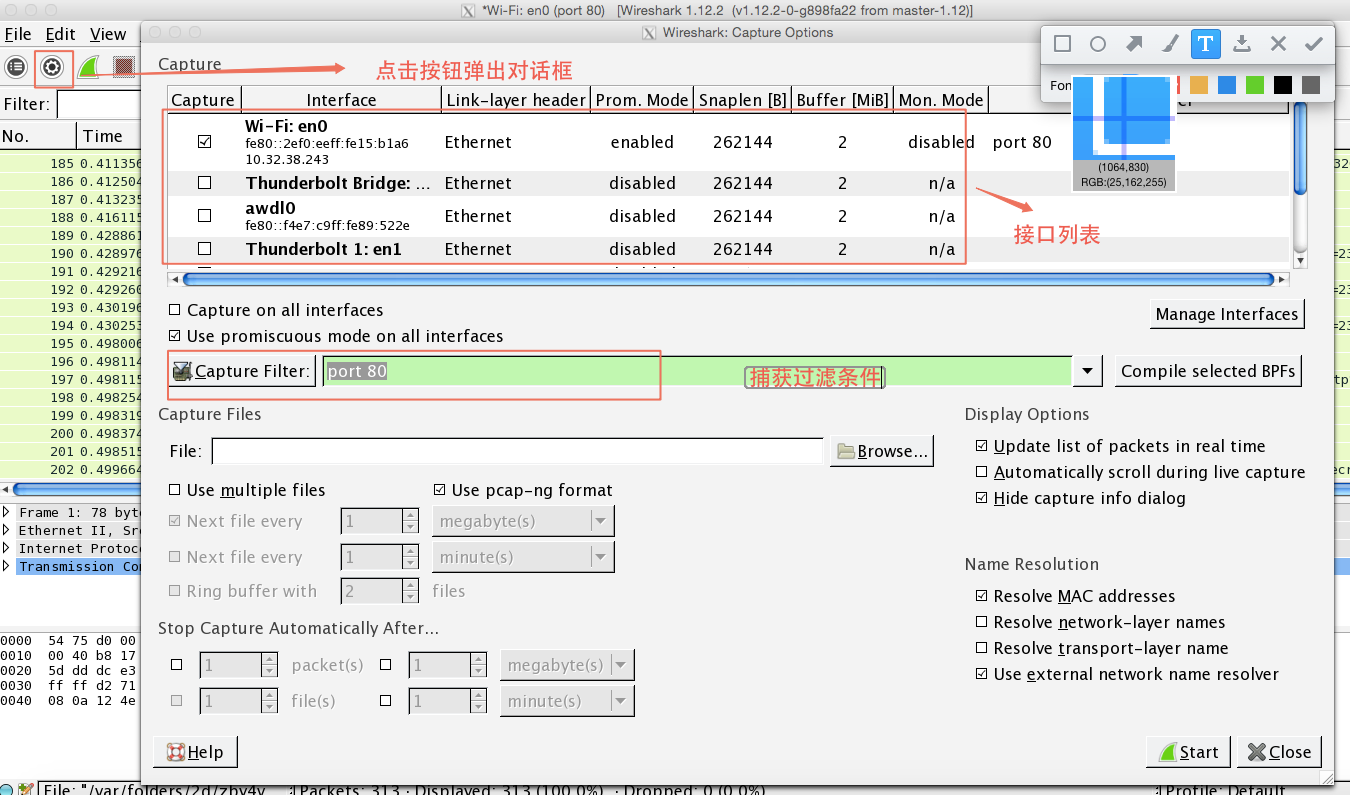 *Wi-Fi: en0 (port 80) [Wireshark 1.12.2 (v1.12.2-0-g898fa22 from master-1.12)]
File Edit View
Wireshark: Capture Options
Capture
点击按钮弹出对话框
Filter:
No. Time
Capture Interface Link-layer header Prom. Mode Snaplen [B] Buffer [MiB] Mon. Mode
Wi-Fi: en0
fe80::2ef0:eeff:fe15:b1a6
10.32.38.243
Ethernet enabled 262144 2 disabled port 80
Thunderbolt Bridge: ... Ethernet disabled 262144 2 n/a
awdl0
fe80::f4e7:c9ff:fe89:522e
Ethernet disabled 262144 2 n/a
Thunderbolt 1: en1 Ethernet disabled 262144 2 n/a
T
(1064,830)
RGB:(25,162,255)
接口列表
185 0.411356
186 0.412504
187 0.413235
188 0.416115
189 0.428861
190 0.428976
191 0.429216
192 0.429260
193 0.430196
194 0.430253
195 0.498006
196 0.498114
197 0.498115
198 0.498254
199 0.498319
200 0.498374
201 0.498515
202 0.499664
Capture on all interfaces
Use promiscuous mode on all interfaces
Manage Interfaces
Capture Filter: port 80
捕获过滤条件
Compile selected BPFs
Capture Files
File:
Browse...
Use multiple files
Use pcap-ng format
Next file every 1 megabyte(s)
Next file every 1 minute(s)
Ring buffer with 2 files
Stop Capture Automatically After...
1 packet(s) 1 megabyte(s)
1 file(s) 1 minute(s)
Display Options
Update list of packets in real time
Automatically scroll during live capture
Hide capture info dialog
Name Resolution
Resolve MAC addresses
Resolve network-layer names
Resolve transport-layer name
Use external network name resolver
Help
Start
Close
Frame 1: 78 byt
Ethernet II, Sr
Internet Protoc
Transmission Co
0000 54 75 d0 00
0010 00 40 b8 17
0020 5d dd dc e3
0030 ff ff d2 71
0040 08 0a 12 4e
File: "/var/folders/2d/zbv4v
Packets: 313 · Displayed: 313 (100.0%) · Dropped: 0 (0.0%)
Profile: Default